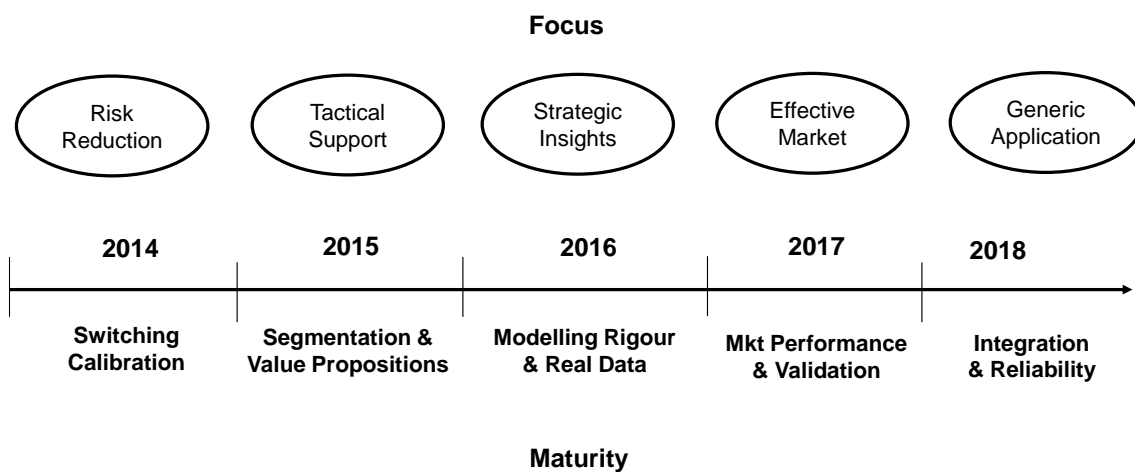 Focus
Risk
Reduction
Tactical
Support
Strategic
Insights
Effective
Market
Generic
Application
2014
2015
2016
2017
2018
Switching
Calibration
Segmentation &
Value Propositions
Modelling Rigour
& Real Data
Mkt Performance
& Validation
Integration
& Reliability
Maturity